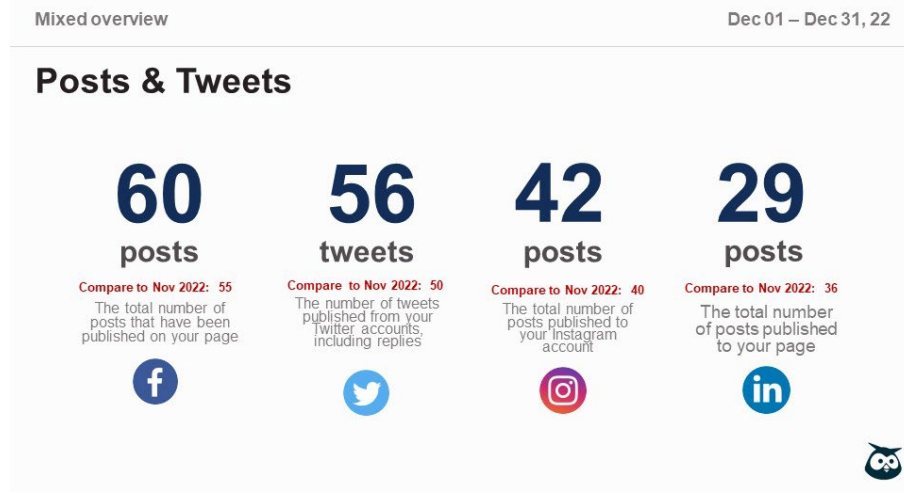 Mixed overview
Dec 01 – Dec 31, 22
Posts & Tweets
60
posts
Compare to Nov 2022: 55
The total number of
posts that have been
published on your page
56
tweets
Compare to Nov 2022: 50
The number of tweets
published from your
Twitter accounts,
including replies
42
posts
Compare to Nov 2022: 40
The total number of
posts published to
your Instagram
account
29
posts
Compare to Nov 2022: 36
The total number
of posts published
to your page
f
in